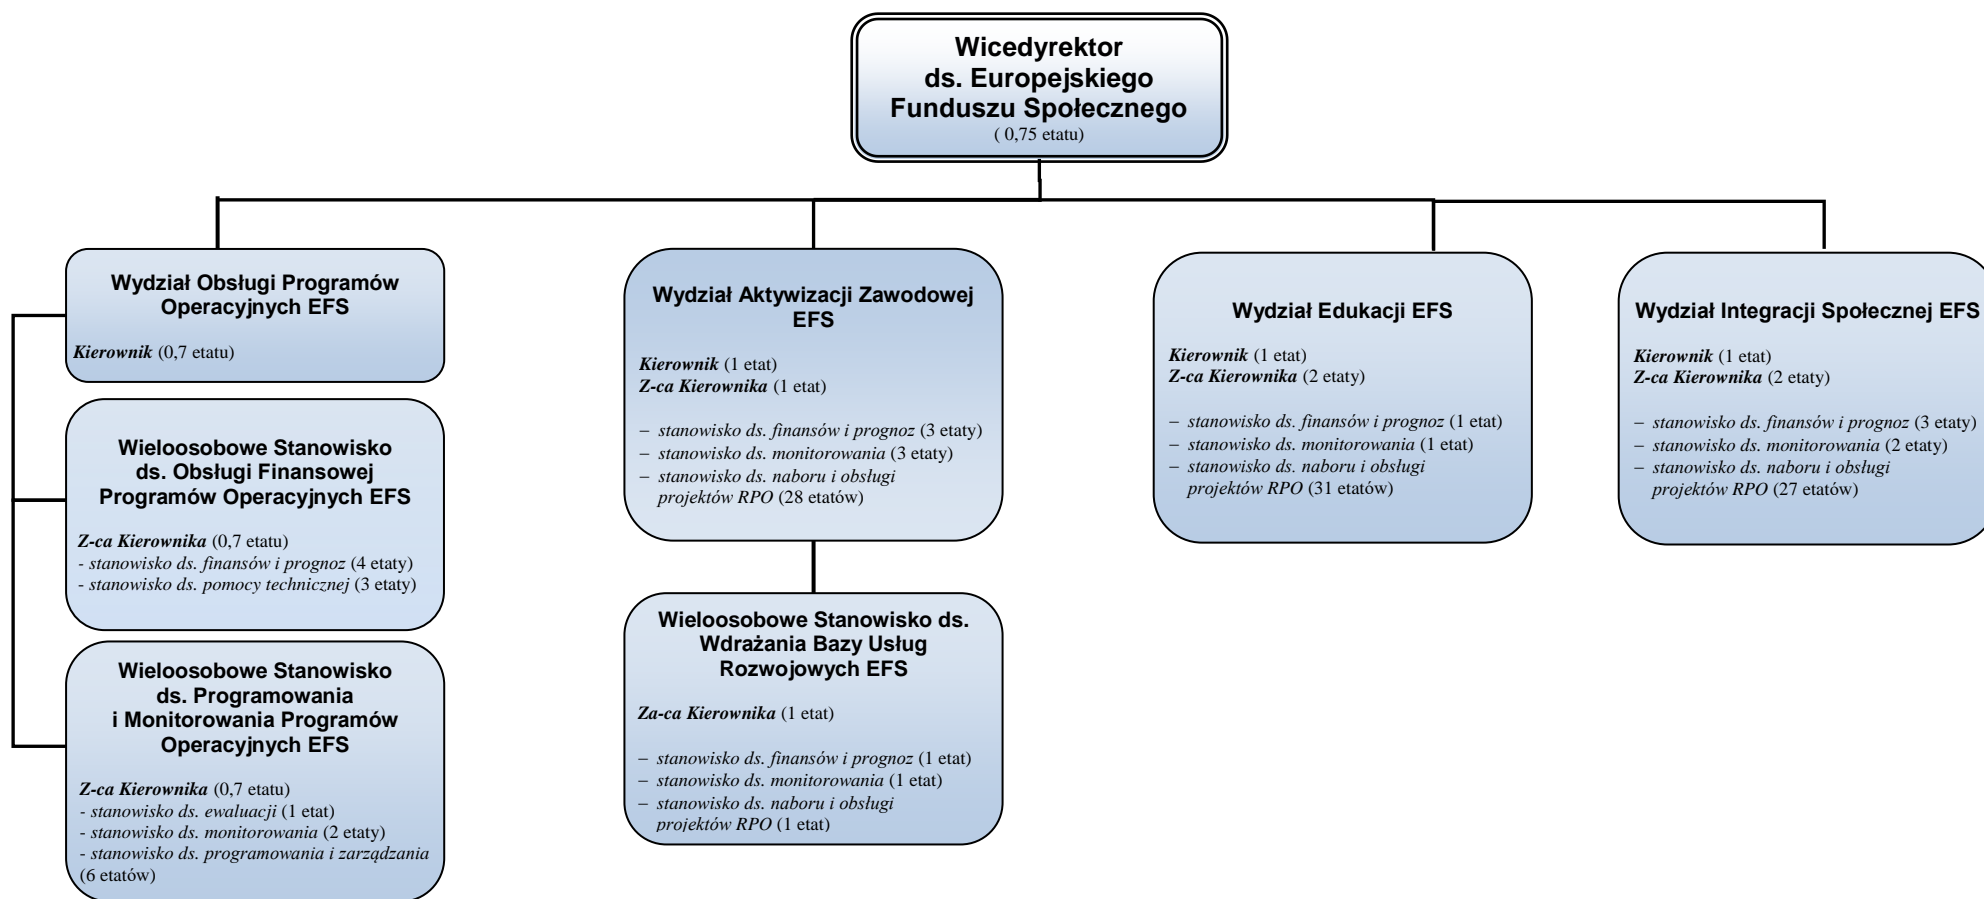 Wicedyrektor
ds. Europejskiego
Funduszu Społecznego
( 0,75 etatu)
Wydział Obsługi Programów
Operacyjnych EFS
Kierownik (0,7 etatu)
Wieloosobowe Stanowisko
ds. Obsługi Finansowej
Programów Operacyjnych EFS
Z-ca Kierownika (0,7 etatu)
- stanowisko ds. finansów i prognoz (4 etaty)
- stanowisko ds. pomocy technicznej (3 etaty)
Wieloosobowe Stanowisko
ds. Programowania
i Monitorowania Programów
Operacyjnych EFS
Z-ca Kierownika (0,7 etatu)
- stanowisko ds. ewaluacji (1 etat)
- stanowisko ds. monitorowania (2 etaty)
- stanowisko ds. programowania i zarządzania
(6 etatów)
Wydział Aktywizacji Zawodowej
EFS
Kierownik (1 etat)
Z-ca Kierownika (1 etat)
– stanowisko ds. finansów i prognoz (3 etaty)
– stanowisko ds. monitorowania (3 etaty)
– stanowisko ds. naboru i obsługi
projektów RPO (28 etatów)
Wieloosobowe Stanowisko ds.
Wdrażania Bazy Usług
Rozwojowych EFS
Za-ca Kierownika (1 etat)
– stanowisko ds. finansów i prognoz (1 etat)
– stanowisko ds. monitorowania (1 etat)
– stanowisko ds. naboru i obsługi
projektów RPO (1 etat)
Wydział Edukacji EFS
Kierownik (1 etat)
Z-ca Kierownika (2 etaty)
– stanowisko ds. finansów i prognoz (1 etat)
– stanowisko ds. monitorowania (1 etat)
– stanowisko ds. naboru i obsługi
projektów RPO (31 etatów)
Wydział Integracji Społecznej EFS
Kierownik (1 etat)
Z-ca Kierownika (2 etaty)
– stanowisko ds. finansów i prognoz (3 etaty)
– stanowisko ds. monitorowania (2 etaty)
– stanowisko ds. naboru i obsługi
projektów RPO (27 etatów)